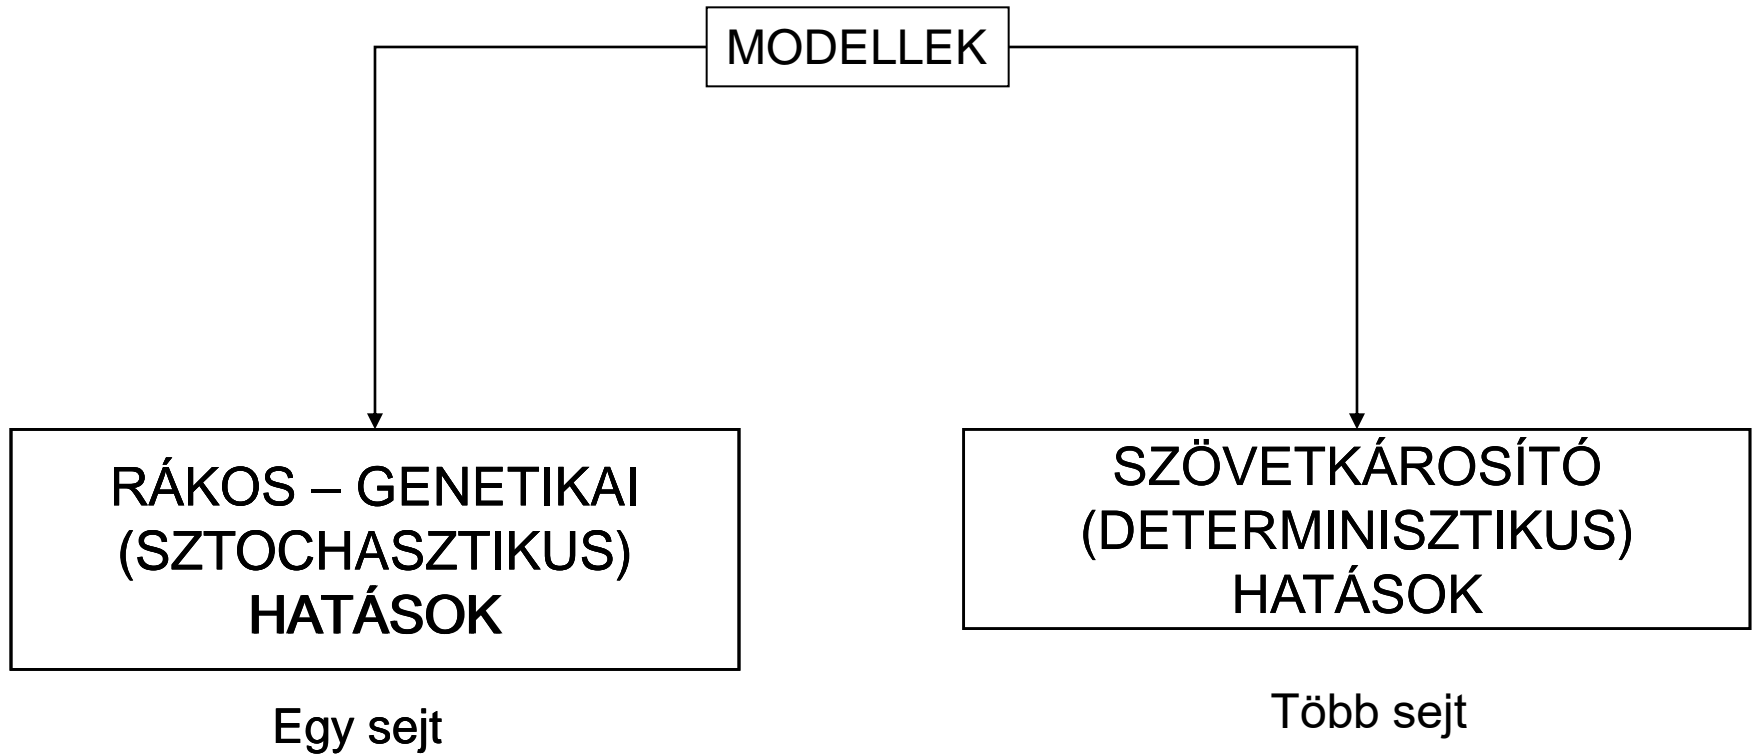 MODELLEK
RÁKOS – GENETIKAI
(SZTOCHASZTIKUS)
HATÁSOK
Egy sejt
SZÖVETKÁROSÍTÓ
(DETERMINISZTIKUS)
HATÁSOK
Több sejt